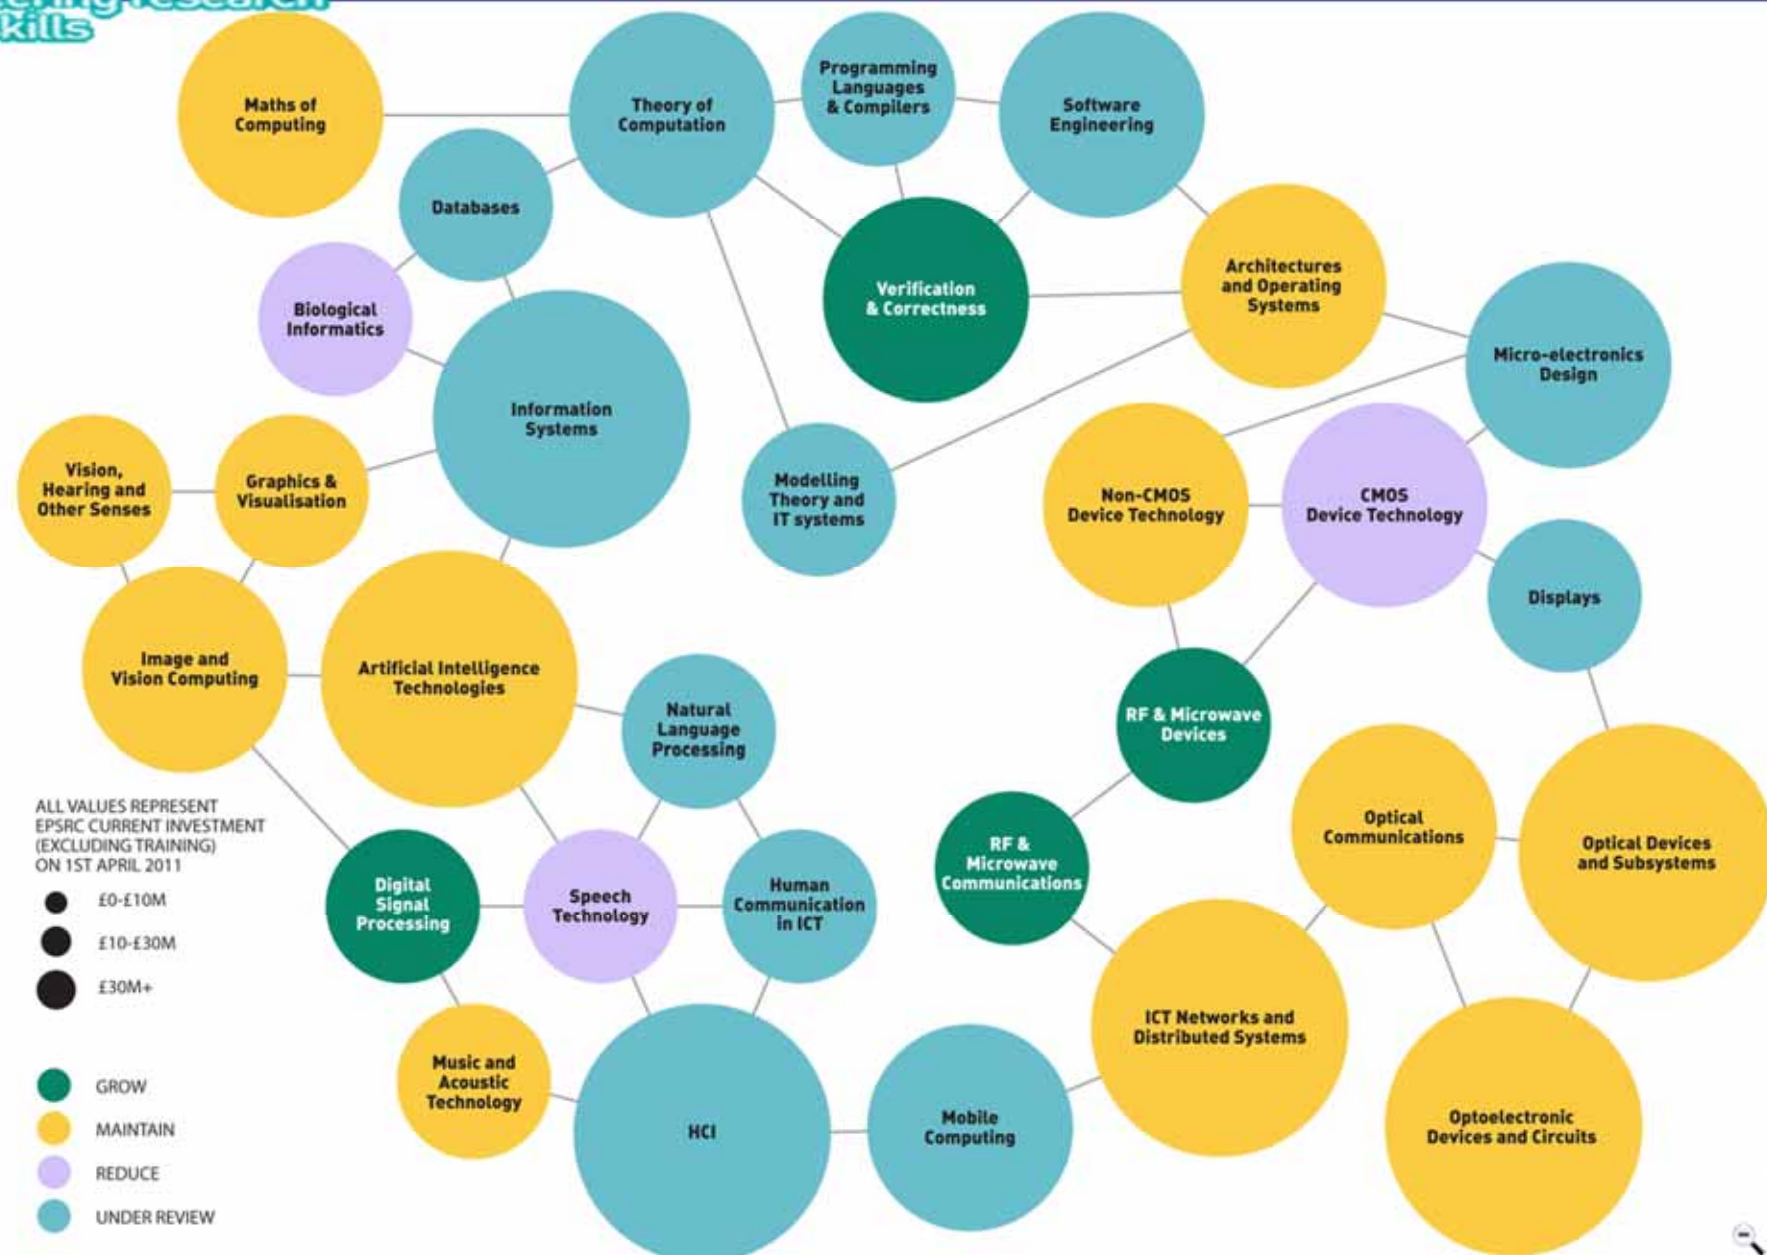 ering research
kills
Maths of
Computing
Theory of
Computation
Programming
Languages
& Compilers
Software
Engineering
Databases
Biological
Informatics
Verification
& Correctness
Architectures
and Operating
Systems
Micro-electronics
Design
Information
Systems
Vision,
Hearing and
Other Senses
Graphics &
Visualisation
Modelling
Theory and
IT systems
Non-CMOS
Device Technology
CMOS
Device Technology
Displays
Image and
Vision Computing
Artificial Intelligence
Technologies
Natural
Language
Processing
RF & Microwave
Devices
Optical
Communications
Optical Devices
and Subsystems
RF &
Microwave
Communications
Digital
Signal
Processing
Speech
Technology
Human
Communication
in ICT
ICT Networks and
Distributed Systems
Music and
Acoustic
Technology
HCI
Mobile
Computing
Optoelectronic
Devices and Circuits
ALL VALUES REPRESENT
EPSRC CURRENT INVESTMENT
(EXCLUDING TRAINING)
ON 1ST APRIL 2011
£0-£10M
£10-£30M
£30M+
GROW
MAINTAIN
REDUCE
UNDER REVIEW